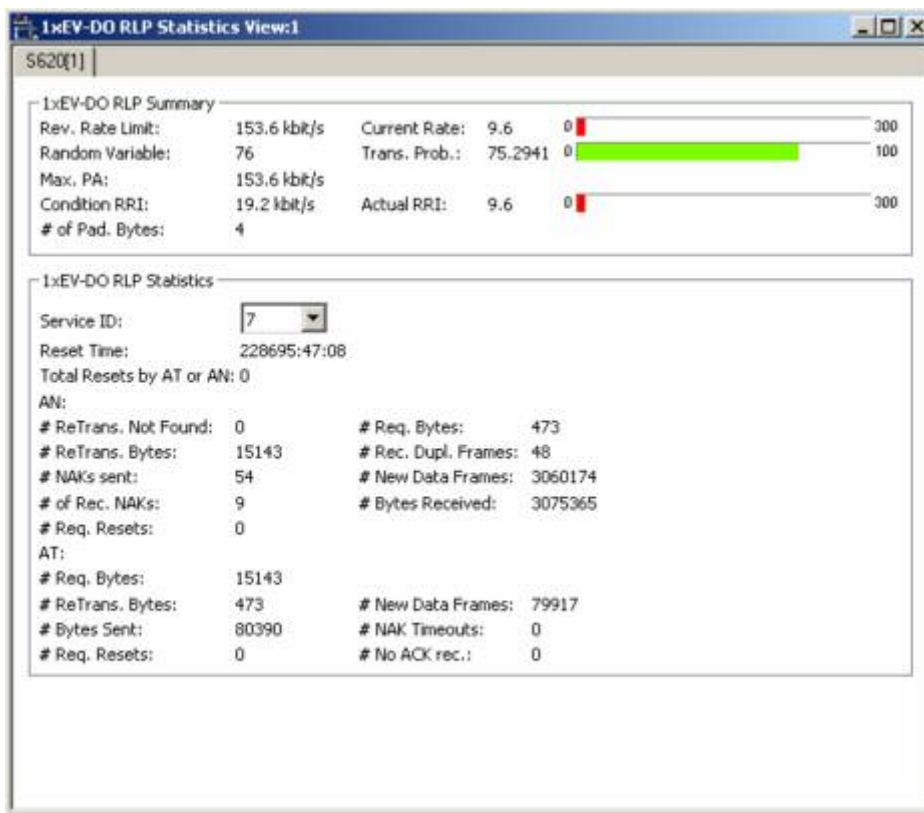 1xEV-DO RLP Statistics View:1
S620[1]
1xEV-DO RLP Summary
Rev. Rate Limit: 153.6 kbit/s Current Rate: 9.6 0 300
Random Variable: 76 Trans. Prob.: 75.2941 0 100
Max. PA: 153.6 kbit/s
Condition RRI: 19.2 kbit/s Actual RRI: 9.6 0 300
# of Pad. Bytes: 4
1xEV-DO RLP Statistics
Service ID: 7
Reset Time: 228695:47:08
Total Resets by AT or AN: 0
AN:
# ReTrans. Not Found: 0 # Req. Bytes: 473
# ReTrans. Bytes: 15143 # Rec. Dupl. Frames: 48
# NAKs sent: 54 # New Data Frames: 3060174
# of Rec. NAKs: 9 # Bytes Received: 3075365
# Req. Resets: 0
AT:
# Req. Bytes: 15143
# ReTrans. Bytes: 473 # New Data Frames: 79917
# Bytes Sent: 80390 # NAK Timeouts: 0
# Req. Resets: 0 # No ACK rec.: 0